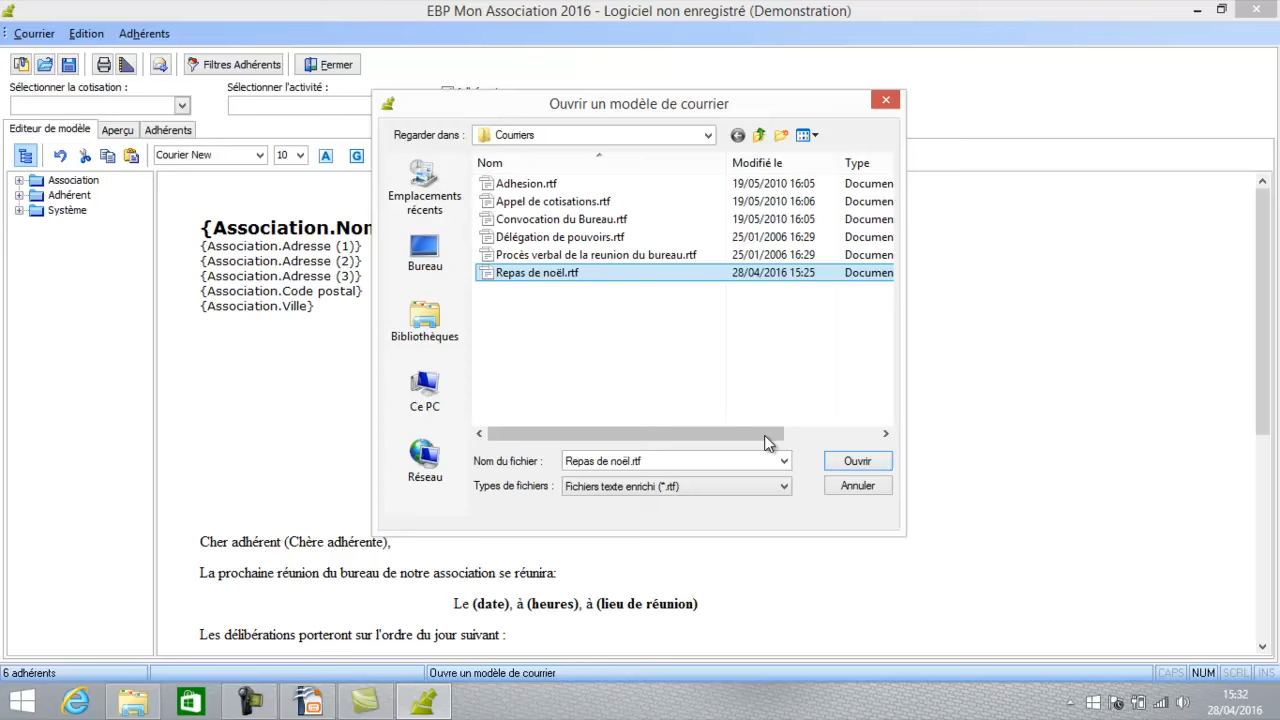 EBP Mon Association 2016 - Logiciel non enregistré (Demonstration)
Courrier Edition Adhérents
Filtres Adhérents Fermer
Sélectionner la cotisation : Sélectionner l'activité :
Editeur de modèle Aperçu Adhérents
Courier New 10 A G
Association
Adhérent
Système
{Association.Nom
{Association.Adresse (1)}
{Association.Adresse (2)}
{Association.Adresse (3)}
{Association.Code postal}
{Association.Ville}
Cher adhérent (Chère adhérente),
La prochaine réunion du bureau de notre association se réunira:
Le (date), à (heures), à (lieu de réunion)
Les délibérations porteront sur l'ordre du jour suivant :
Ouvrir un modèle de courrier
Regarder dans : Courriers
Emplacements récents
Bureau
Bibliothèques
Ce PC
Réseau
Nom Modifié le Type
Adhesion.rtf 19/05/2010 16:05 Documen
Appel de cotisations.rtf 19/05/2010 16:06 Documen
Convocation du Bureau.rtf 19/05/2010 16:05 Documen
Délégation de pouvoirs.rtf 25/01/2006 16:29 Documen
Procès verbal de la reunion du bureau.rtf 25/01/2006 16:29 Documen
Repas de noël.rtf 28/04/2016 15:25 Documen
Nom du fichier : Repas de noël.rtf Ouvrir
Types de fichiers : Fichiers texte enrichi (*.rtf) Annuler
6 adhérents Ouvre un modèle de courrier CAPS NUM SCRL INS
15:32
28/04/2016